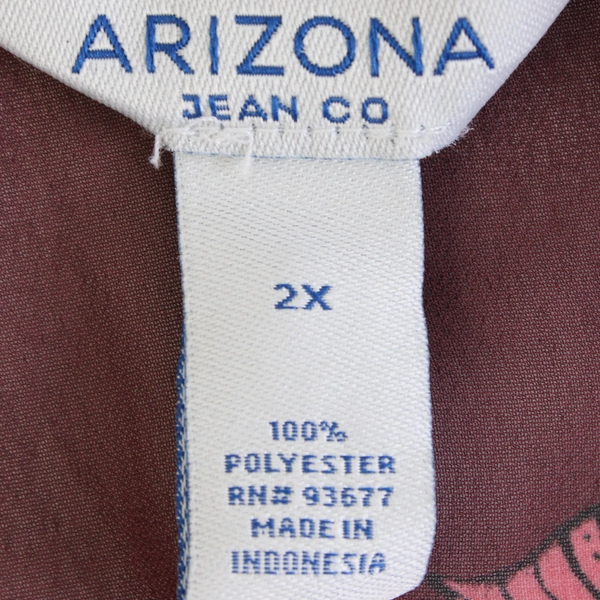 ARIZONA
JEAN CO
2X
100%
POLYESTER
RN# 93677
MADE IN
INDONESIA